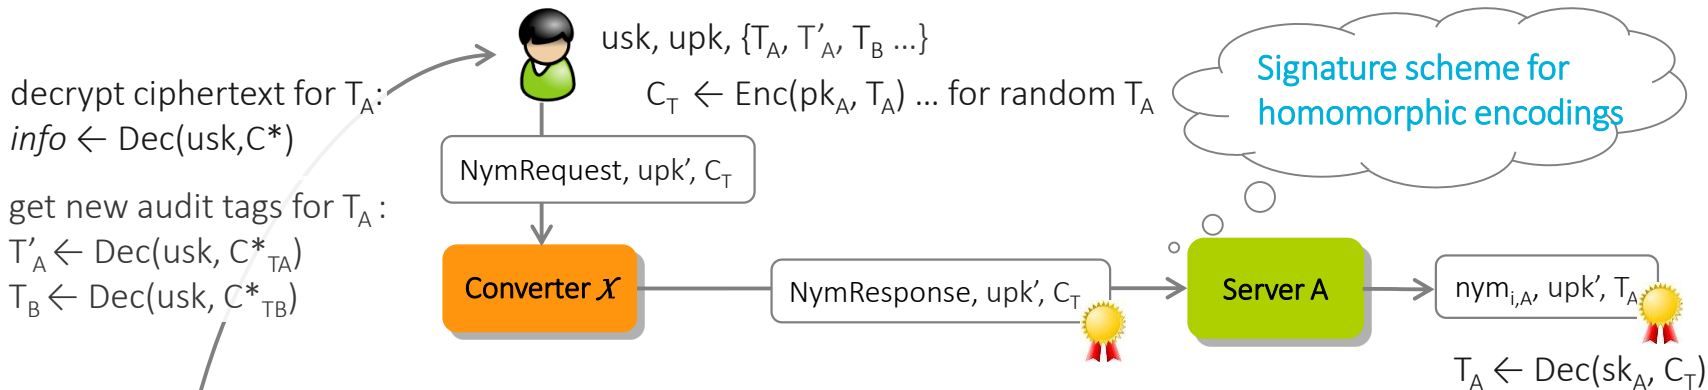 usk, upk, {T_A, T'_A, T_B ...}
C_T ← Enc(pk_A, T_A) ... for random T_A
Signature scheme for
homomorphic encodings
decrypt ciphertext for T_A:
info ← Dec(usk,C*)
NymRequest, upk', C_T
get new audit tags for T_A :
T'_A ← Dec(usk, C*_TA)
T_B ← Dec(usk, C*_TB)
Converter X
NymResponse, upk', C_T
Server A
nym_i,A, upk', T_A
T_A ← Dec(sk_A, C_T)